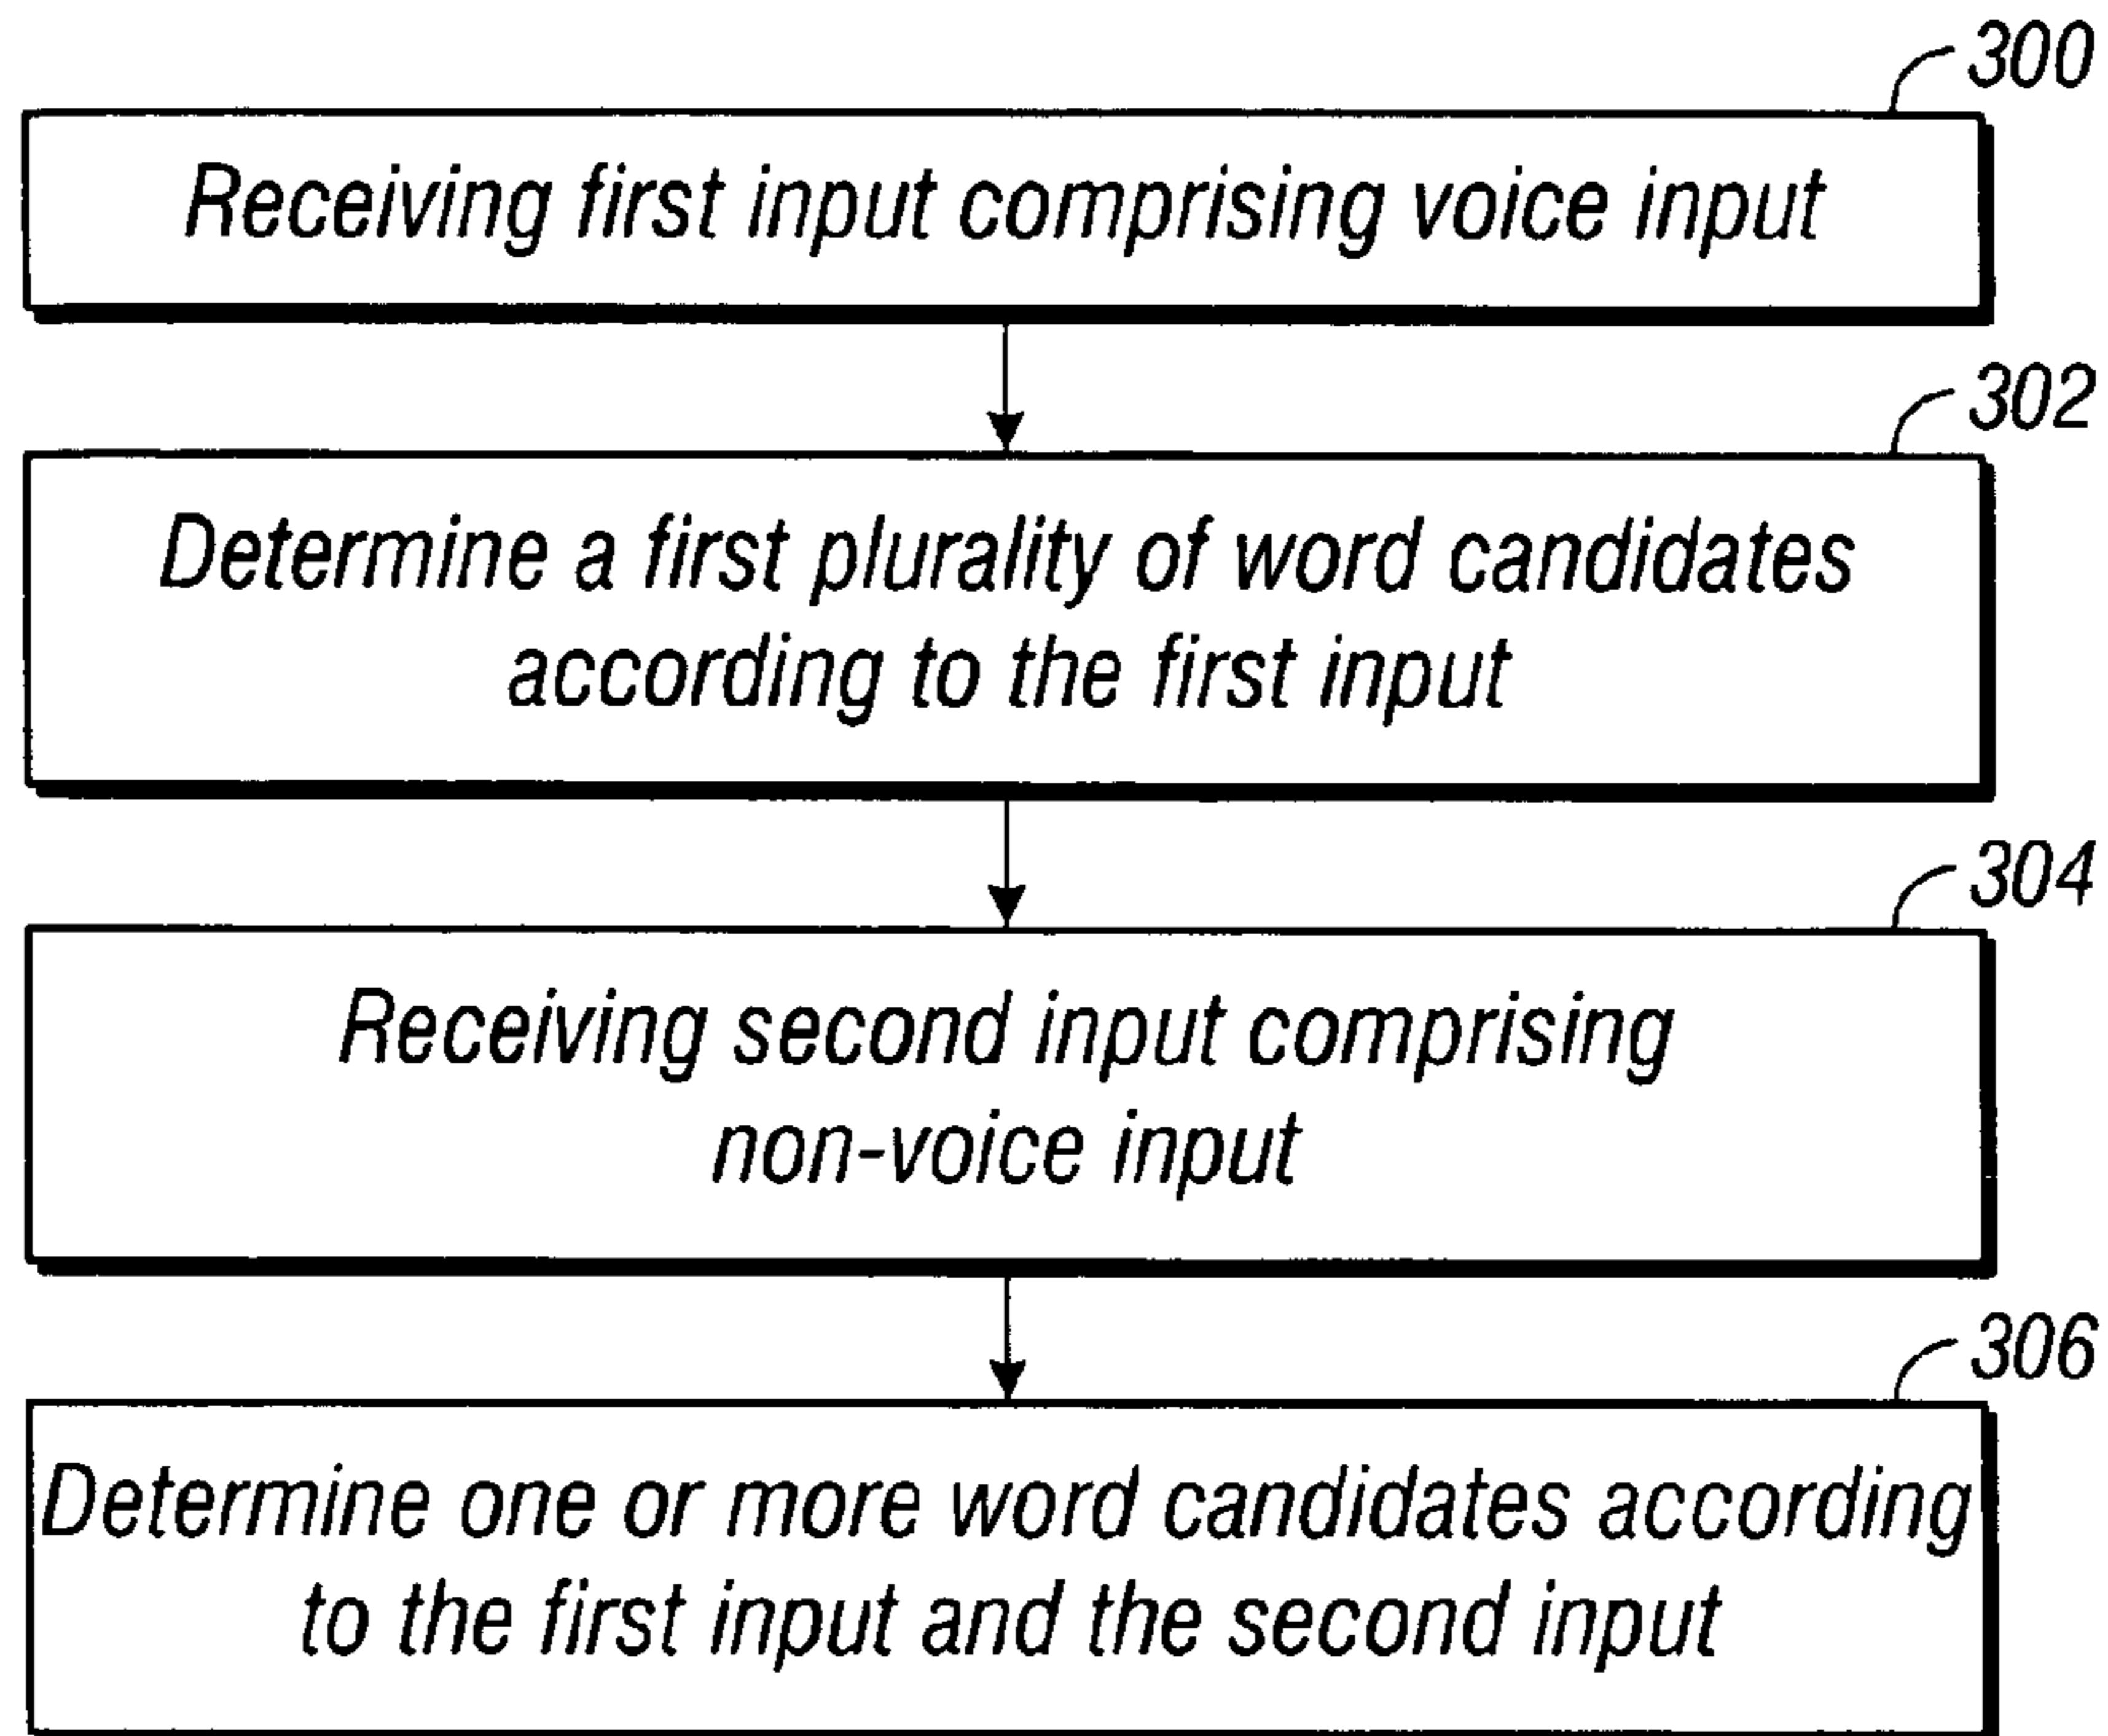 300
Receiving first input comprising voice input
302
Determine a first plurality of word candidates
according to the first input
304
Receiving second input comprising
non-voice input
306
Determine one or more word candidates according
to the first input and the second input